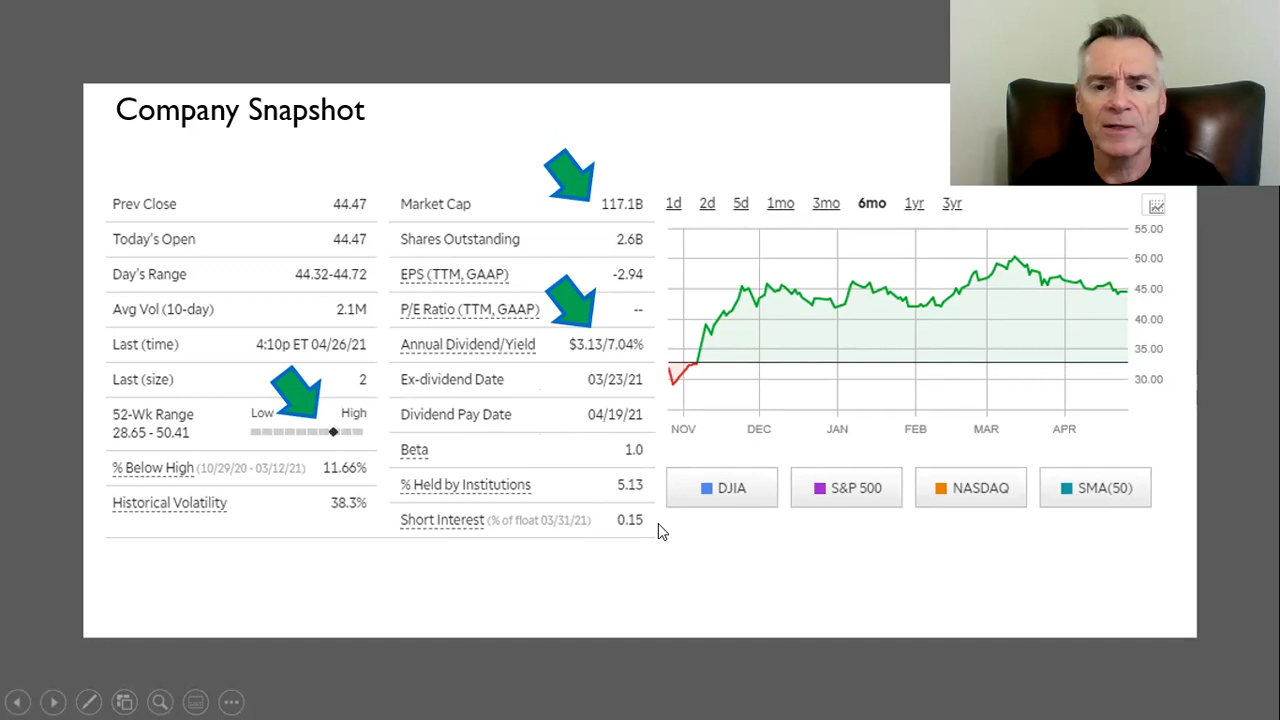 Company Snapshot
Prev Close 44.47
Today's Open 44.47
Day's Range 44.32-44.72
Avg Vol (10-day) 2.1M
Last (time) 4:10p ET 04/26/21
Last (size) 2
52-Wk Range Low High
28.65 - 50.41
% Below High (10/29/20 - 03/12/21) 11.66%
Historical Volatility 38.3%
Market Cap 117.1B
Shares Outstanding 2.6B
EPS (TTM, GAAP) -2.94
P/E Ratio (TTM, GAAP) --
Annual Dividend/Yield $3.13/7.04%
Ex-dividend Date 03/23/21
Dividend Pay Date 04/19/21
Beta 1.0
% Held by Institutions 5.13
Short Interest (% of float 03/31/21) 0.15
1d 2d 5d 1mo 3mo 6mo 1yr 3yr
55.00
50.00
45.00
40.00
35.00
30.00
NOV DEC JAN FEB MAR APR
DJIA S&P 500 NASDAQ SMA(50)